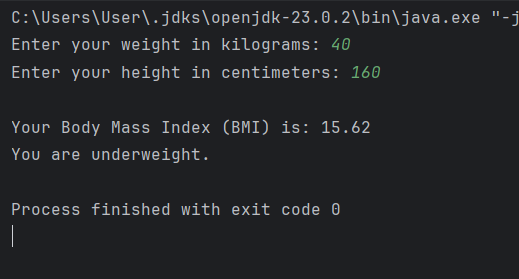 C:\Users\User\.jdks\openjdk-23.0.2\bin\java.exe "-j
Enter your weight in kilograms: 40
Enter your height in centimeters: 160
Your Body Mass Index (BMI) is: 15.62
You are underweight.
Process finished with exit code 0